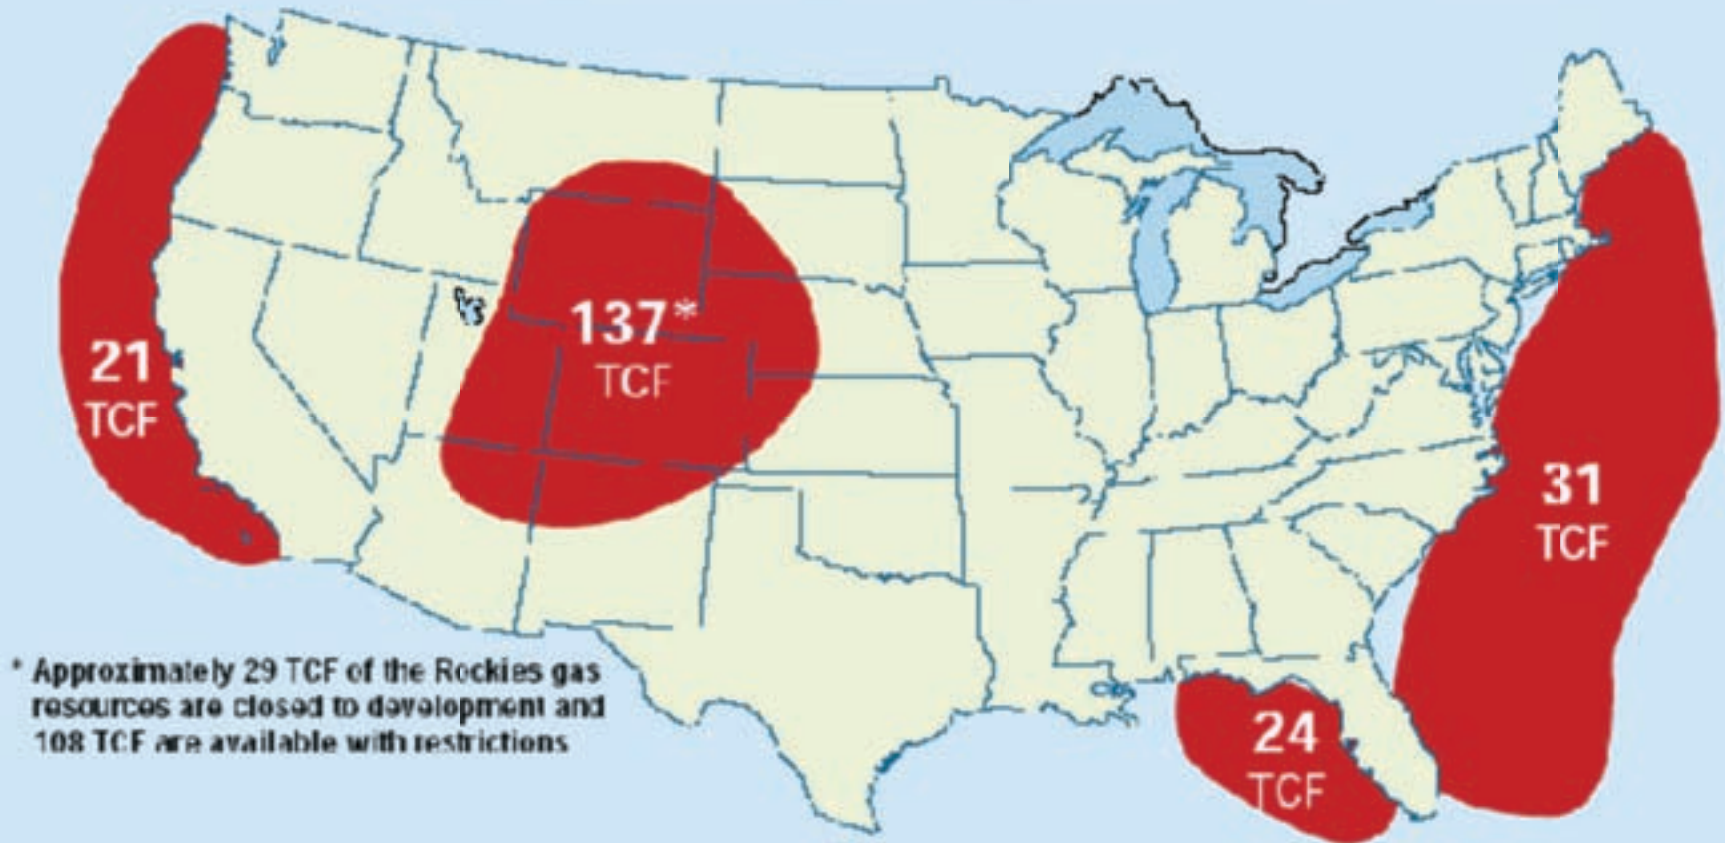 137*
TCF
21
TCF
31
TCF
24
TCF
* Approximately 29 TCF of the Rockies gas
resources are closed to development and
108 TCF are available with restrictions